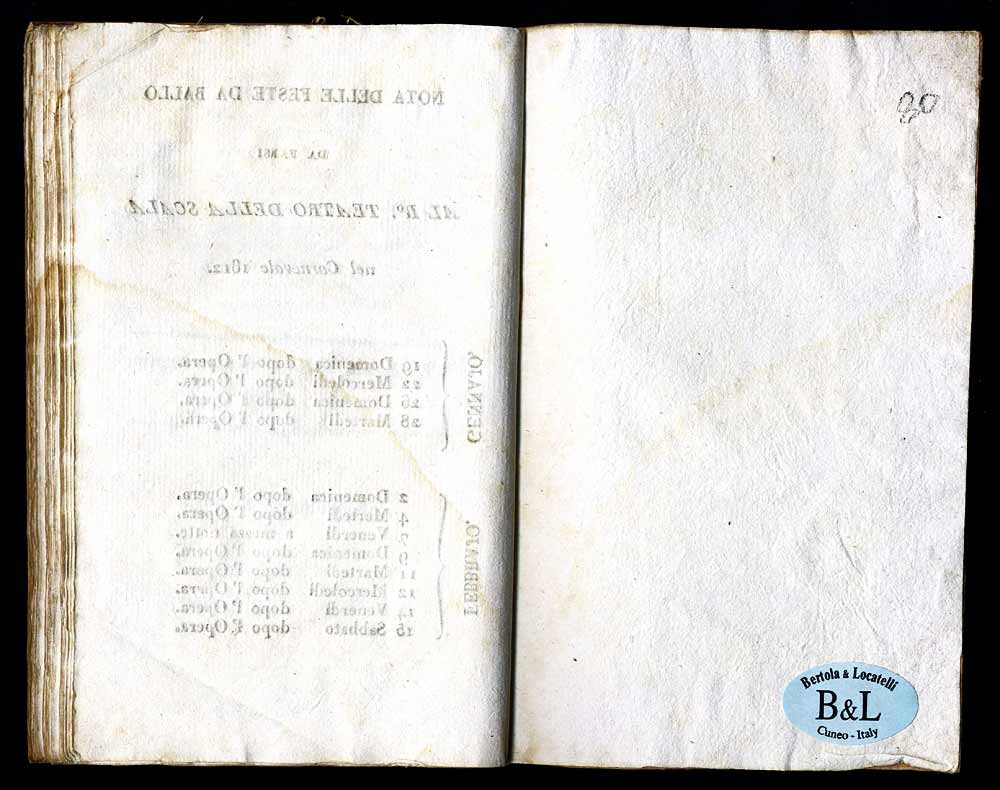 NOTA DELLE FESTE DA BALLO
DA FARSI
AL R°. TEATRO DELLA SCALA
nel Carnevale 1812.
GENNAJO.
19 Domenica dopo l' Opera.
22 Mercoledì dopo l' Opera.
26 Domenica dopo l' Opera.
28 Martedì dopo l' Opera.
FEBBRAJO.
2 Domenica dopo l' Opera.
4 Martedì dopo l' Opera.
7 Venerdì a mezza notte.
9 Domenica dopo l' Opera.
11 Martedì dopo l' Opera.
12 Mercoledì dopo l' Opera.
14 Venerdì dopo l' Opera.
15 Sabbato dopo l' Opera.
Bertola & Locatelli
B&L
Cuneo - Italy